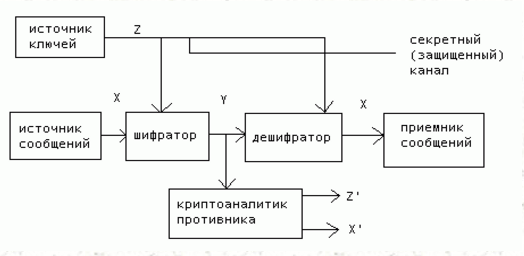 источник
ключей
Z
секретный
(защищенный)
канал
X
Y
X
источник
сообщений
шифратор
дешифратор
приемник
сообщений
криптоаналитик
противника
Z'
X'